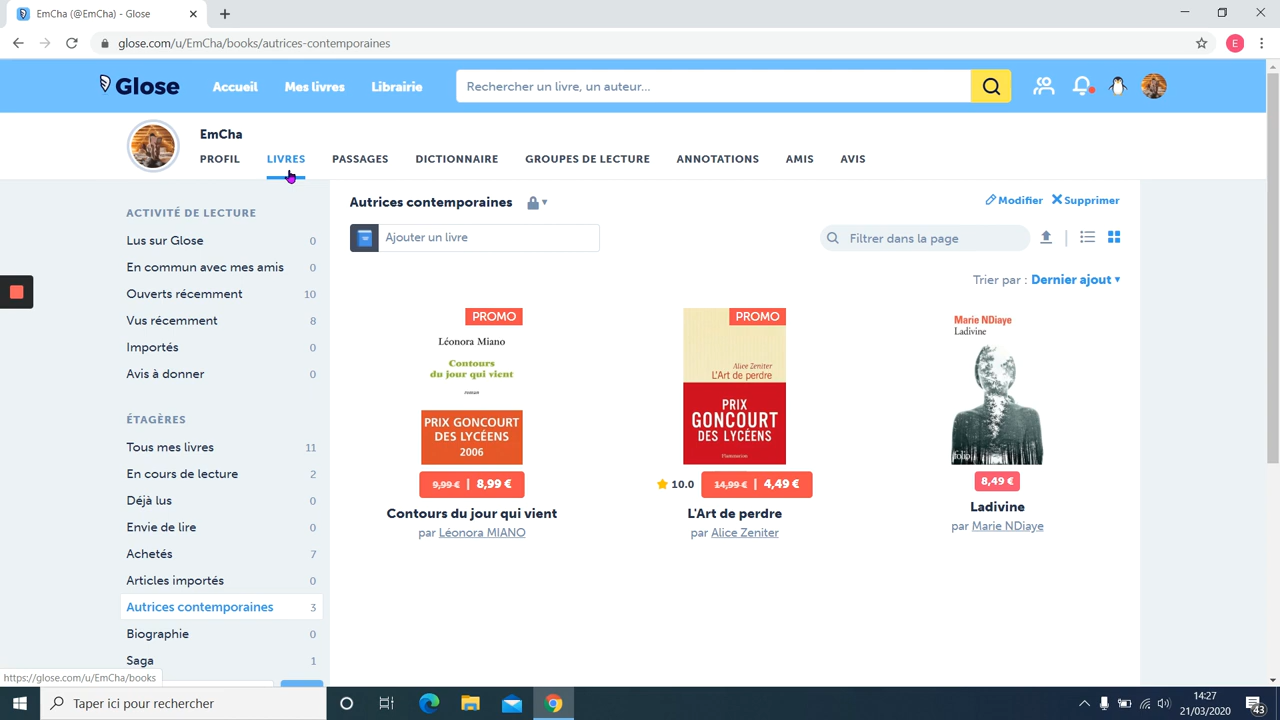 EmCha (@EmCha) - Glose
glose.com/u/EmCha/books/autrices-contemporaines
E
Glose
Accueil
Mes livres
Librairie
Rechercher un livre, un auteur...
EmCha
PROFIL
LIVRES
PASSAGES
DICTIONNAIRE
GROUPES DE LECTURE
ANNOTATIONS
AMIS
AVIS
ACTIVITÉ DE LECTURE
Lus sur Glose 0
En commun avec mes amis 0
Ouverts récemment 10
Vus récemment 8
Importés 0
Avis à donner 0
ÉTAGÈRES
Tous mes livres 11
En cours de lecture 2
Déjà lus 0
Envie de lire 0
Achetés 7
Articles importés 0
Autrices contemporaines 3
Biographie 0
Saga 1
Autrices contemporaines
Modifier
Supprimer
Ajouter un livre
Filtrer dans la page
Trier par : Dernier ajout
PROMO
Léonora Miano
Contours
du jour qui vient
roman
PRIX GONCOURT
DES LYCÉENS
2006
9,99 € | 8,99 €
Contours du jour qui vient
par Léonora MIANO
PROMO
Alice Zeniter
L'Art de perdre
PRIX
GONCOURT
DES LYCÉENS
Flammarion
10.0
14,99 € | 4,49 €
L'Art de perdre
par Alice Zeniter
Marie NDiaye
Ladivine
folio
8,49 €
Ladivine
par Marie NDiaye
https://glose.com/u/EmCha/books
Taper ici pour rechercher
14:27
21/03/2020
43